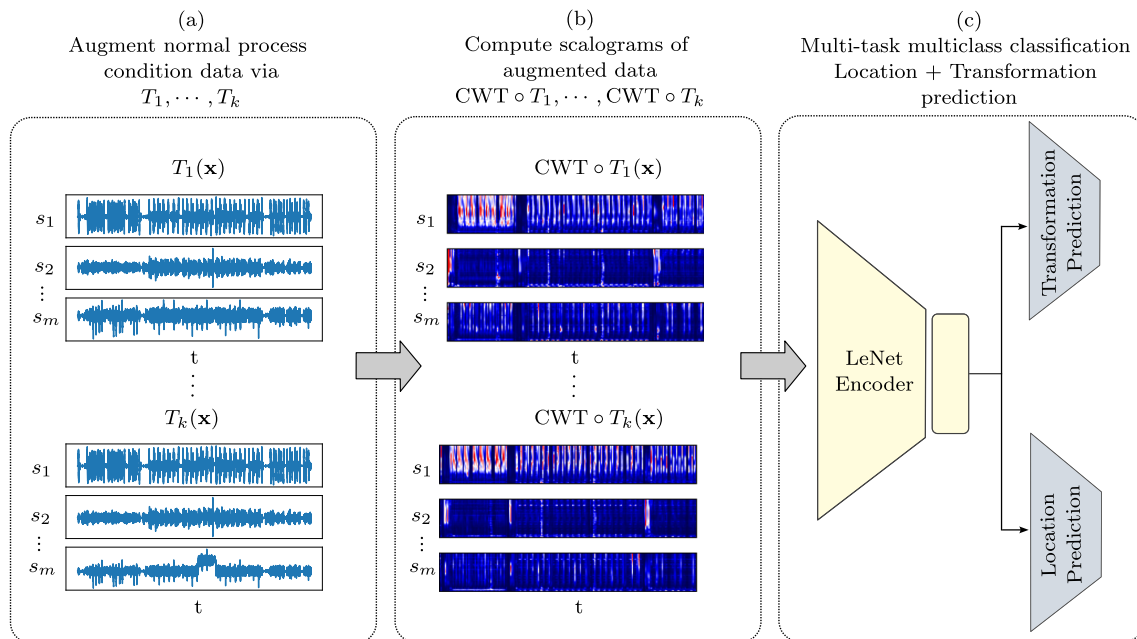 (a)
Augment normal process
condition data via
T₁, ⋯ , Tₖ
T₁(x)
s₁
s₂
⋮
sₘ
t
⋮
Tₖ(x)
s₁
s₂
⋮
sₘ
t
(b)
Compute scalograms of
augmented data
CWT ∘ T₁, ⋯ , CWT ∘ Tₖ
CWT ∘ T₁(x)
s₁
s₂
⋮
sₘ
t
⋮
CWT ∘ Tₖ(x)
s₁
s₂
⋮
sₘ
t
(c)
Multi-task multiclass classification
Location + Transformation
prediction
LeNet
Encoder
Transformation
Prediction
Location
Prediction